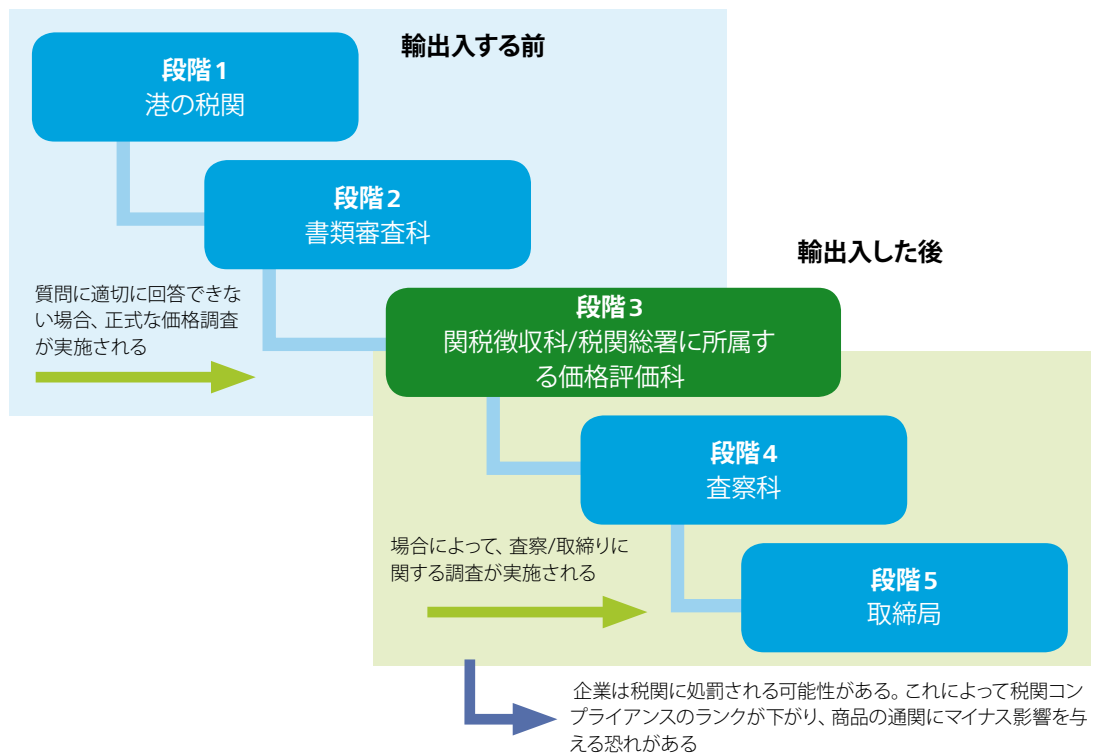 輸出入する前
段階1
港の税関
段階2
書類審査科
輸出入した後
質問に適切に回答できな
い場合、正式な価格調査
が実施される
段階3
関税徴収科/税関総署に所属す
る価格評価科
段階4
査察科
場合によって、査察/取締りに
関する調査が実施される
段階5
取締局
企業は税関に処罰される可能性がある。これによって税関コン
プライアンスのランクが下がり、商品の通関にマイナス影響を与
える恐れがある